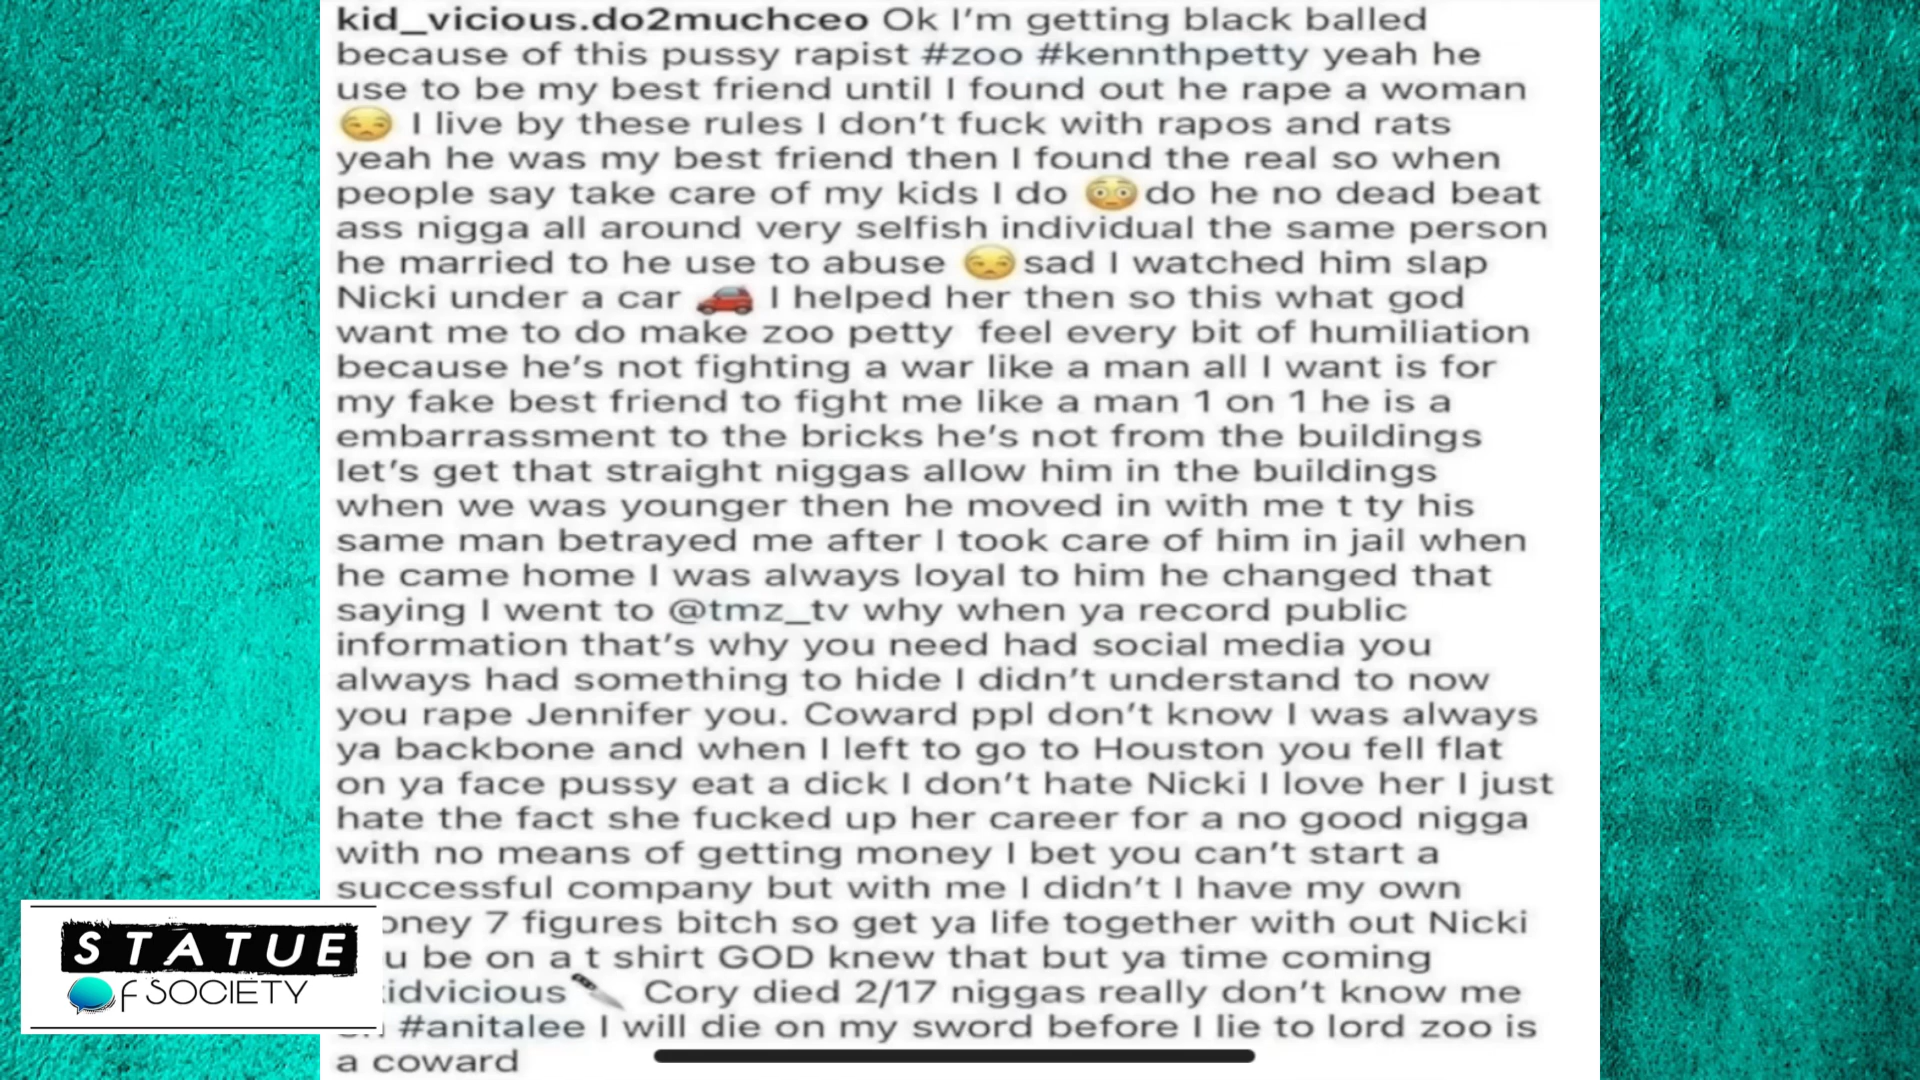 kid_vicious.do2muchceo Ok I'm getting black balled
because of this pussy rapist #zoo #kennthpetty yeah he
use to be my best friend until I found out he rape a woman
😒 I live by these rules I don't fuck with rapos and rats
yeah he was my best friend then I found the real so when
people say take care of my kids I do 😳 do he no dead beat
ass nigga all around very selfish individual the same person
he married to he use to abuse 😒 sad I watched him slap
Nicki under a car 🚗 I helped her then so this what god
want me to do make zoo petty feel every bit of humiliation
because he's not fighting a war like a man all I want is for
my fake best friend to fight me like a man 1 on 1 he is a
embarrassment to the bricks he's not from the buildings
let's get that straight niggas allow him in the buildings
when we was younger then he moved in with me t ty his
same man betrayed me after I took care of him in jail when
he came home I was always loyal to him he changed that
saying I went to @tmz_tv why when ya record public
information that's why you need had social media you
always had something to hide I didn't understand to now
you rape Jennifer you. Coward ppl don't know I was always
ya backbone and when I left to go to Houston you fell flat
on ya face pussy eat a dick I don't hate Nicki I love her I just
hate the fact she fucked up her career for a no good nigga
with no means of getting money I bet you can't start a
successful company but with me I didn't I have my own
oney 7 figures bitch so get ya life together with out Nicki
u be on a t shirt GOD knew that but ya time coming
idvicious🔪 Cory died 2/17 niggas really don't know me
#anitalee I will die on my sword before I lie to lord zoo is
a coward
STATUE
OF SOCIETY